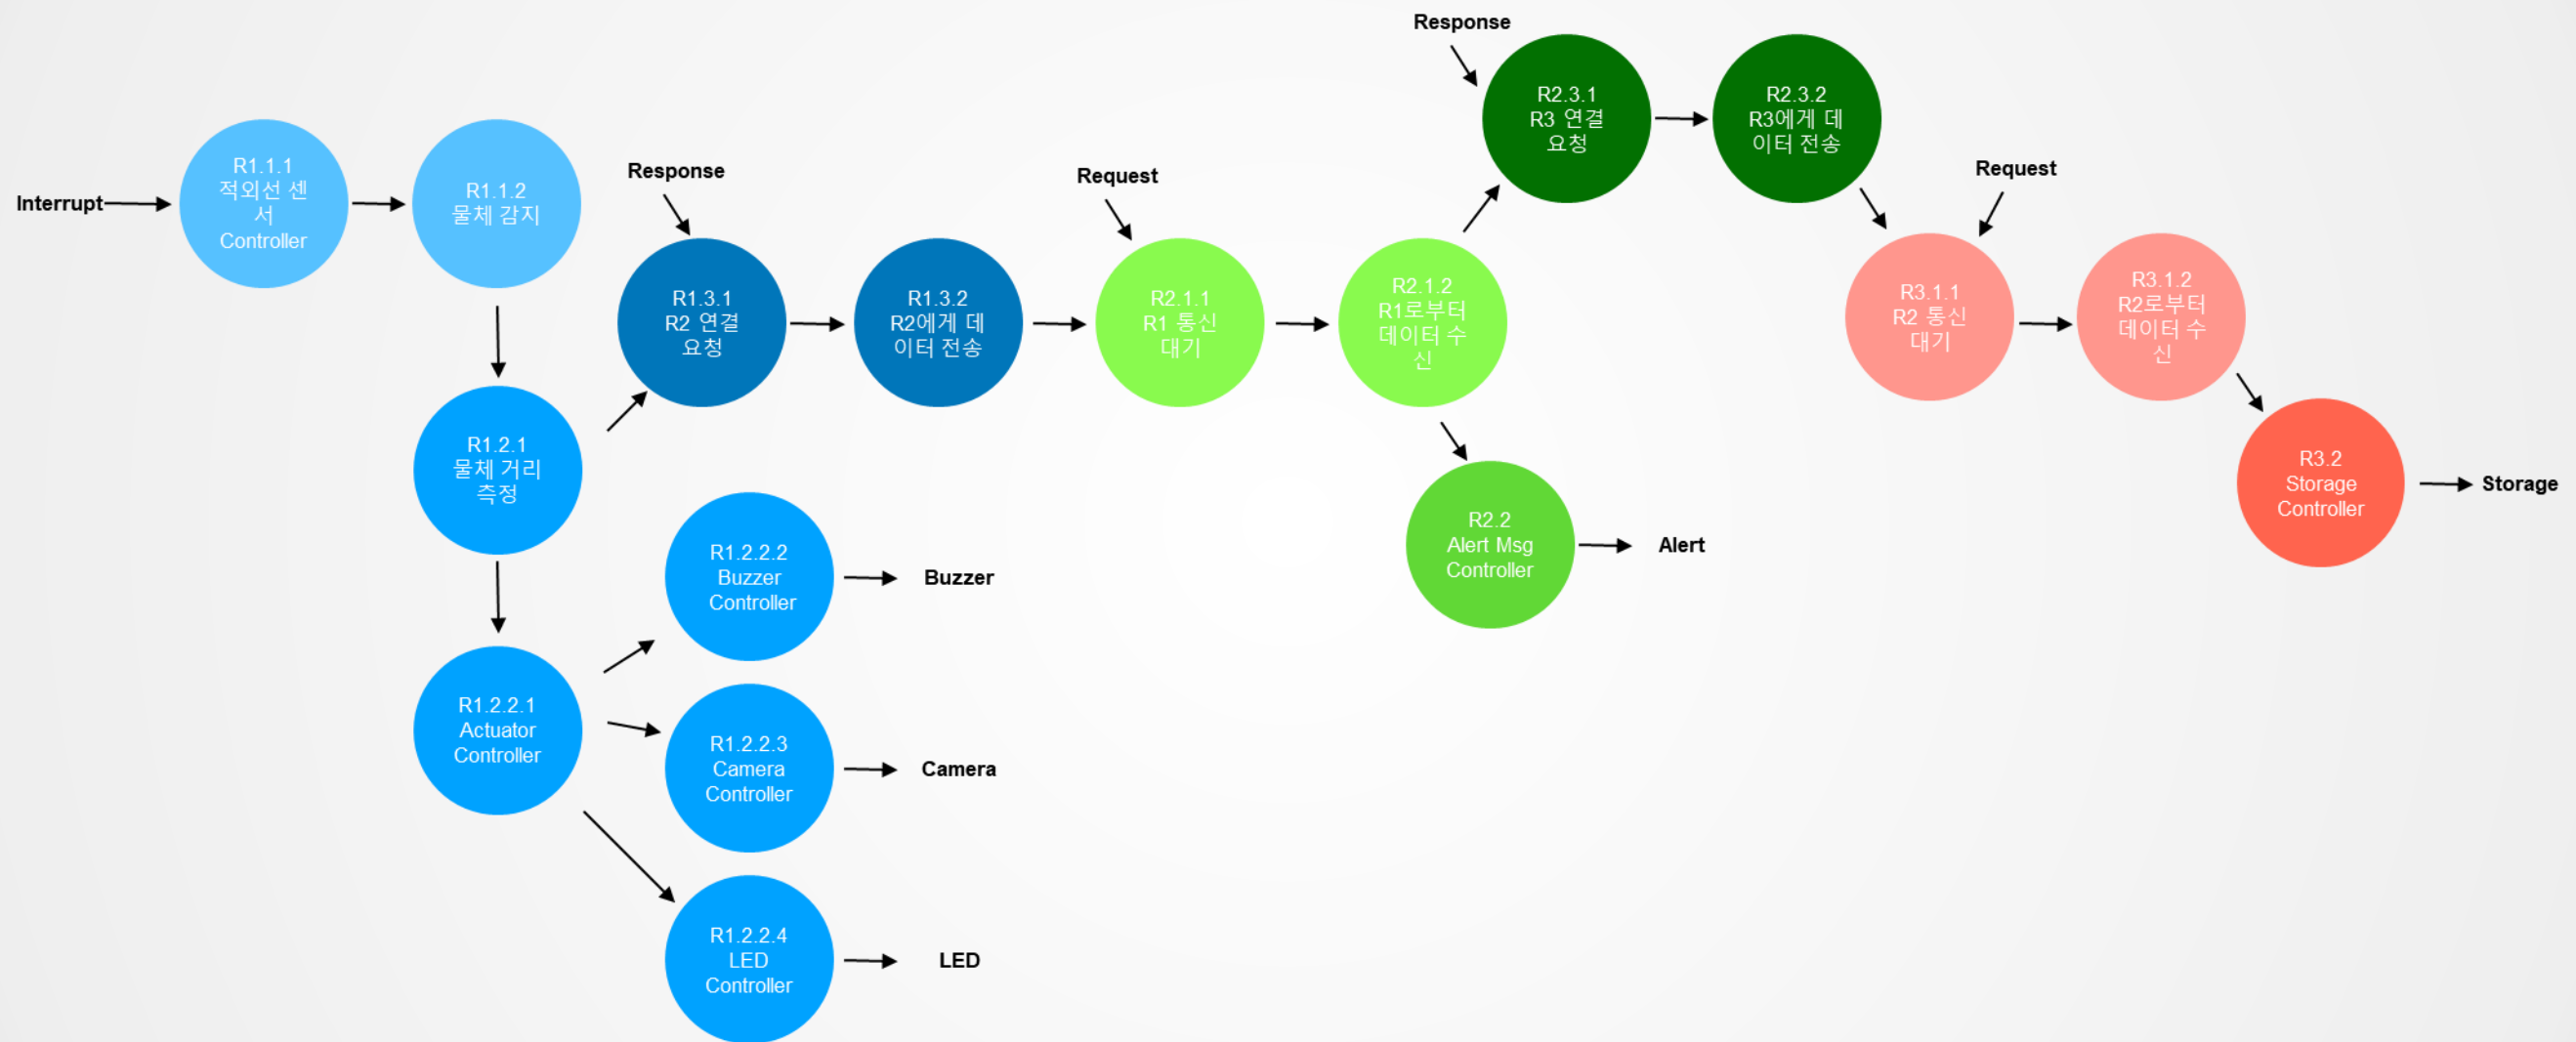 Response
R2.3.1
R3 연결
요청
R2.3.2
R3에게 데
이터 전송
Interrupt
R1.1.1
적외선 센
서
Controller
R1.1.2
물체 감지
Response
R1.3.1
R2 연결
요청
R1.3.2
R2에게 데
이터 전송
Request
R2.1.1
R1 통신
대기
R2.1.2
R1로부터
데이터 수
신
Request
R3.1.1
R2 통신
대기
R3.1.2
R2로부터
데이터 수
신
R1.2.1
물체 거리
측정
R2.2
Alert Msg
Controller
Alert
R3.2
Storage
Controller
Storage
R1.2.2.2
Buzzer
Controller
Buzzer
R1.2.2.1
Actuator
Controller
R1.2.2.3
Camera
Controller
Camera
R1.2.2.4
LED
Controller
LED